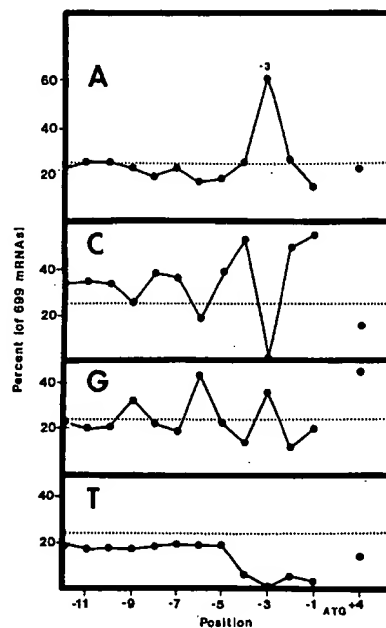 -3
A
60
40
20
C
40
20
G
40
20
T
40
20
Percent (of 699 mRNAs)
-11 -9 -7 -5 -3 -1 ATG +4
Position